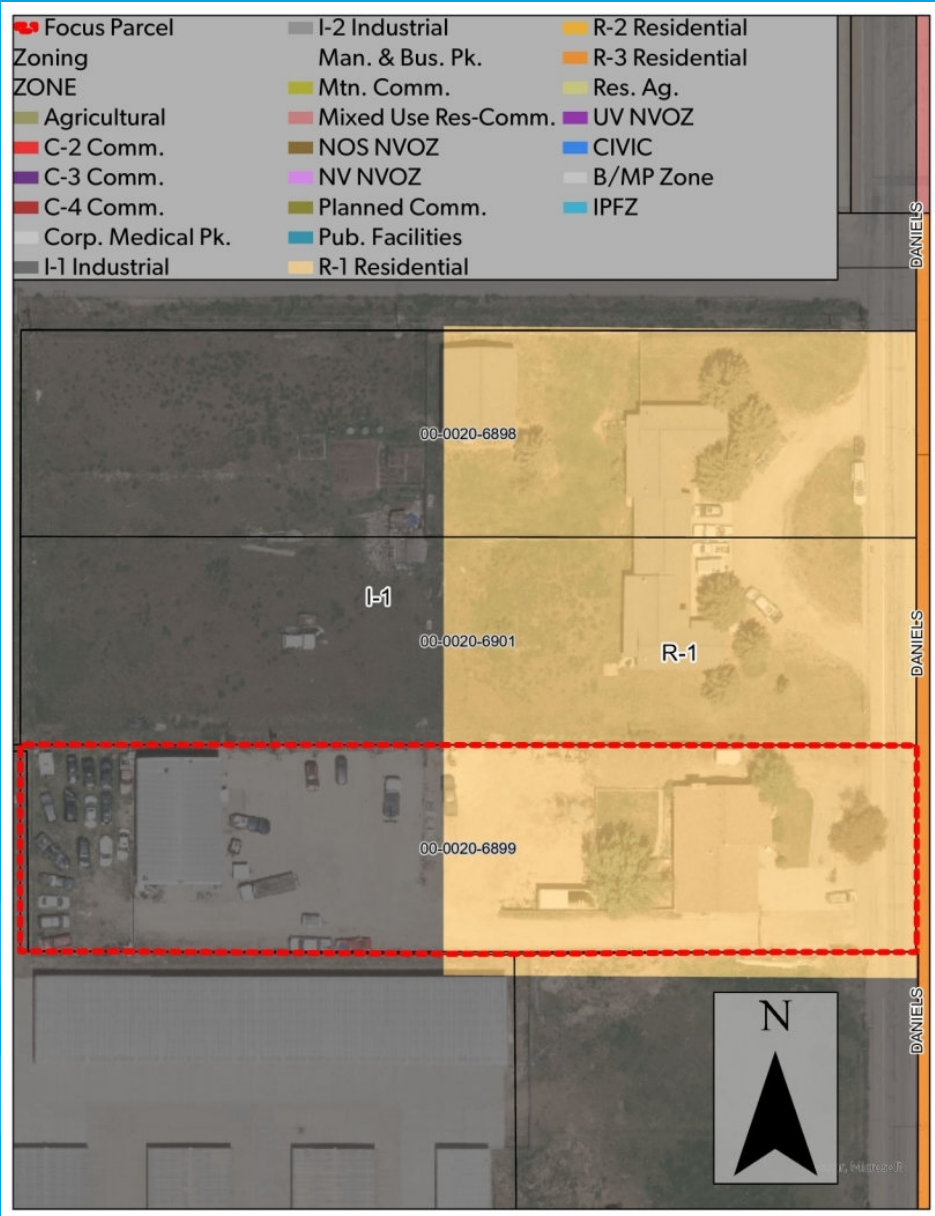 Focus Parcel
Zoning
ZONE
Agricultural
C-2 Comm.
C-3 Comm.
C-4 Comm.
Corp. Medical Pk.
I-1 Industrial
I-2 Industrial
Man. & Bus. Pk.
Mtn. Comm.
Mixed Use Res-Comm.
NOS NVOZ
NV NVOZ
Planned Comm.
Pub. Facilities
R-1 Residential
R-2 Residential
R-3 Residential
Res. Ag.
UV NVOZ
CIVIC
B/MP Zone
IPFZ
DANIELS
00-0020-6898
I-1
00-0020-6901
R-1
DANIELS
00-0020-6899
DANIELS
N
Microsoft